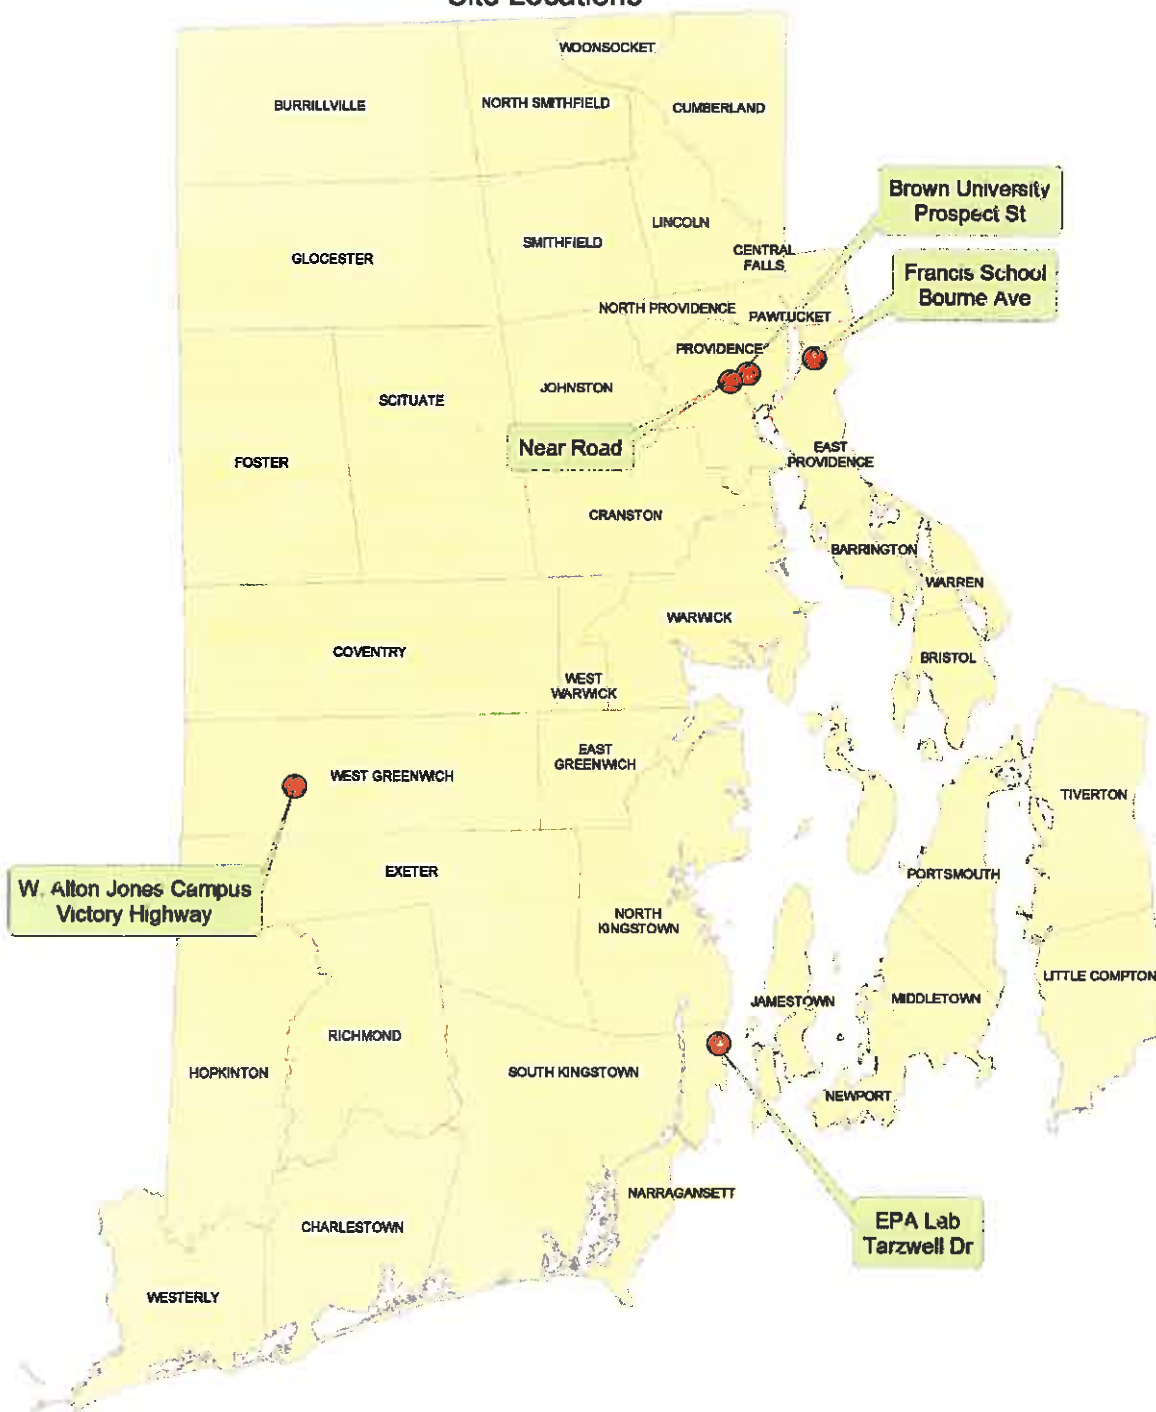 Site Locations
WOONSOCKET
BURRILLVILLE
NORTH SMITHFIELD
CUMBERLAND
Brown University
Prospect St
LINCOLN
SMITHFIELD
GLOCESTER
CENTRAL
FALLS
Francis School
Bourne Ave
NORTH PROVIDENCE
PAWTUCKET
PROVIDENCE
JOHNSTON
SCITUATE
Near Road
FOSTER
EAST
PROVIDENCE
CRANSTON
BARRINGTON
WARREN
WARWICK
COVENTRY
BRISTOL
WEST
WARWICK
EAST
GREENWICH
WEST GREENWICH
TIVERTON
EXETER
PORTSMOUTH
W. Alton Jones Campus
Victory Highway
NORTH
KINGSTOWN
LITTLE COMPTON
JAMESTOWN
MIDDLETOWN
RICHMOND
HOPKINTON
SOUTH KINGSTOWN
NEWPORT
NARRAGANSETT
EPA Lab
Tarzwell Dr
CHARLESTOWN
WESTERLY